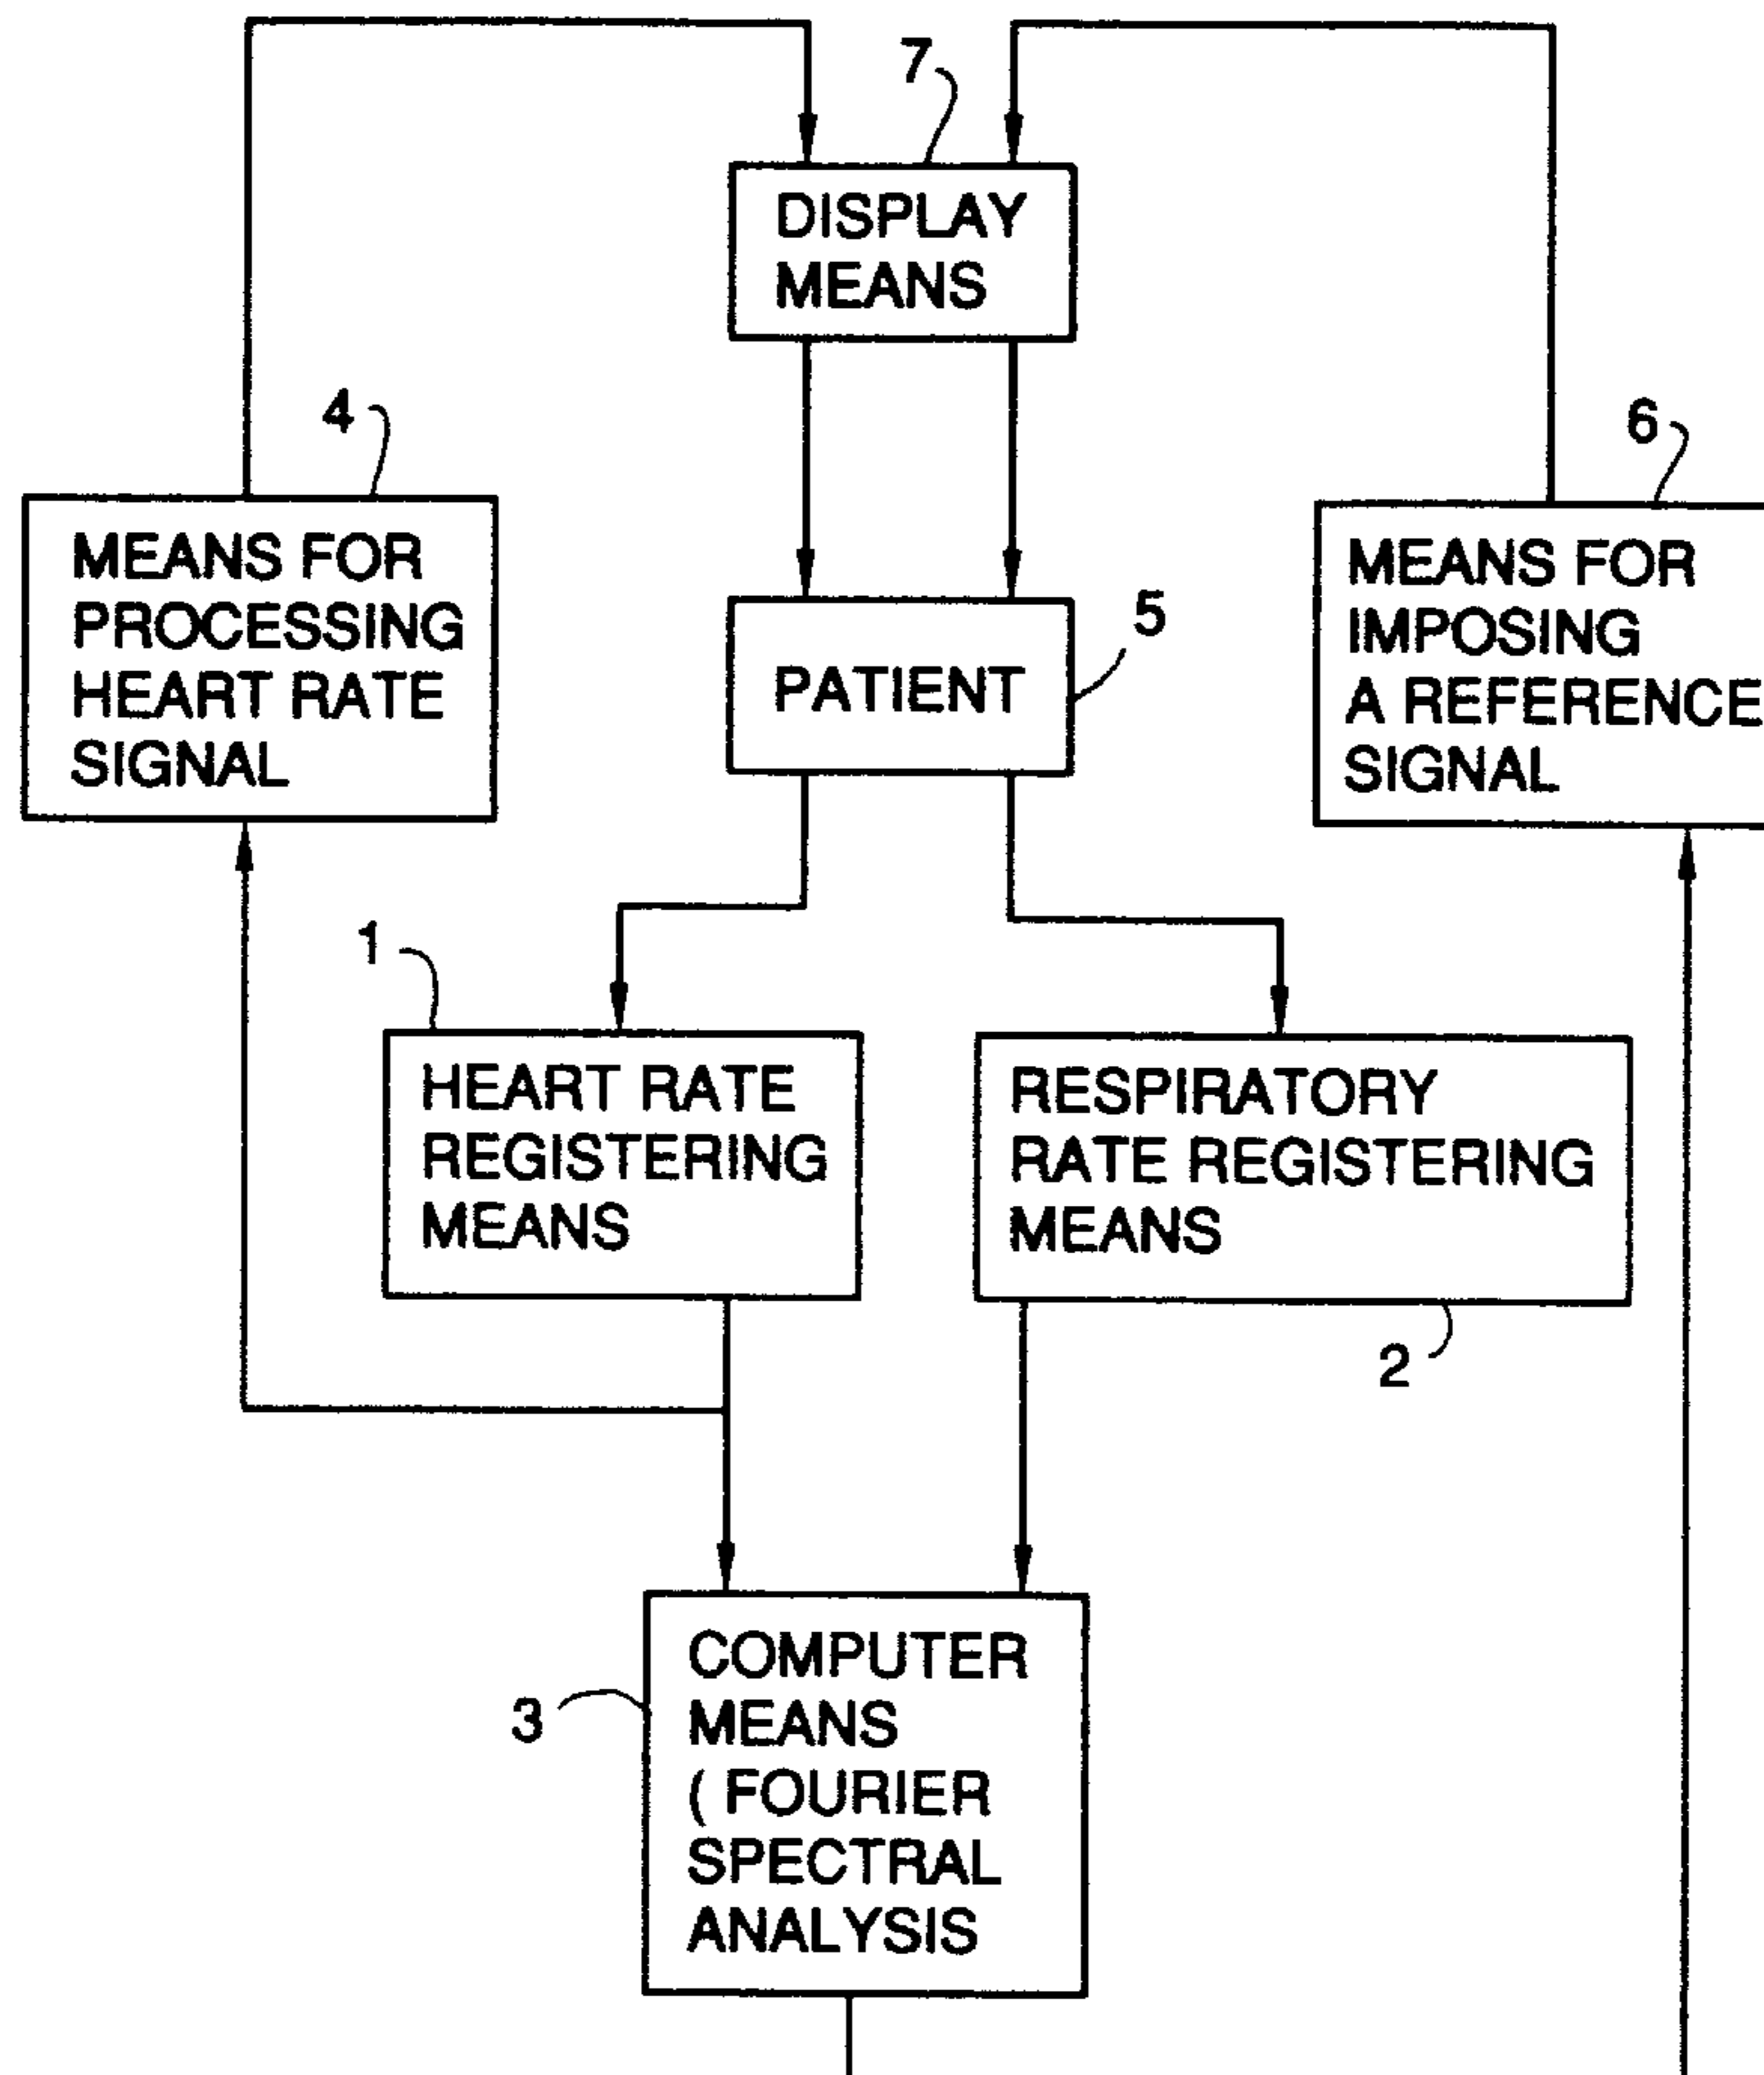 7
DISPLAY
MEANS
4
MEANS FOR
PROCESSING
HEART RATE
SIGNAL
5
PATIENT
6
MEANS FOR
IMPOSING
A REFERENCE
SIGNAL
1
HEART RATE
REGISTERING
MEANS
RESPIRATORY
RATE REGISTERING
MEANS
2
3
COMPUTER
MEANS
( FOURIER
SPECTRAL
ANALYSIS